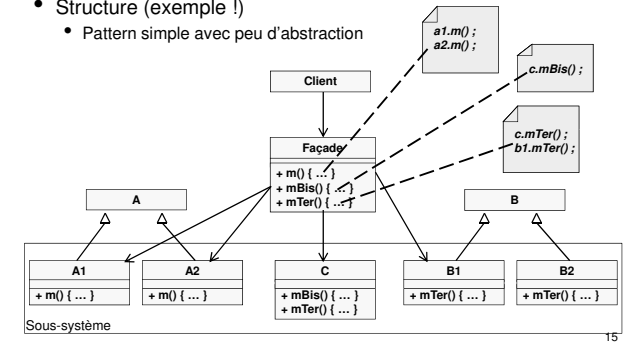 • Structure (exemple !)
• Pattern simple avec peu d'abstraction
a1.m() ;
a2.m() ;
c.mBis() ;
Client
c.mTer() ;
b1.mTer() ;
Façade
+ m() { … }
+ mBis() { … }
+ mTer() { … }
A
B
A1
+ m() { … }
A2
+ m() { … }
C
+ mBis() { … }
+ mTer() { … }
B1
+ mTer() { … }
B2
+ mTer() { … }
Sous-système
15